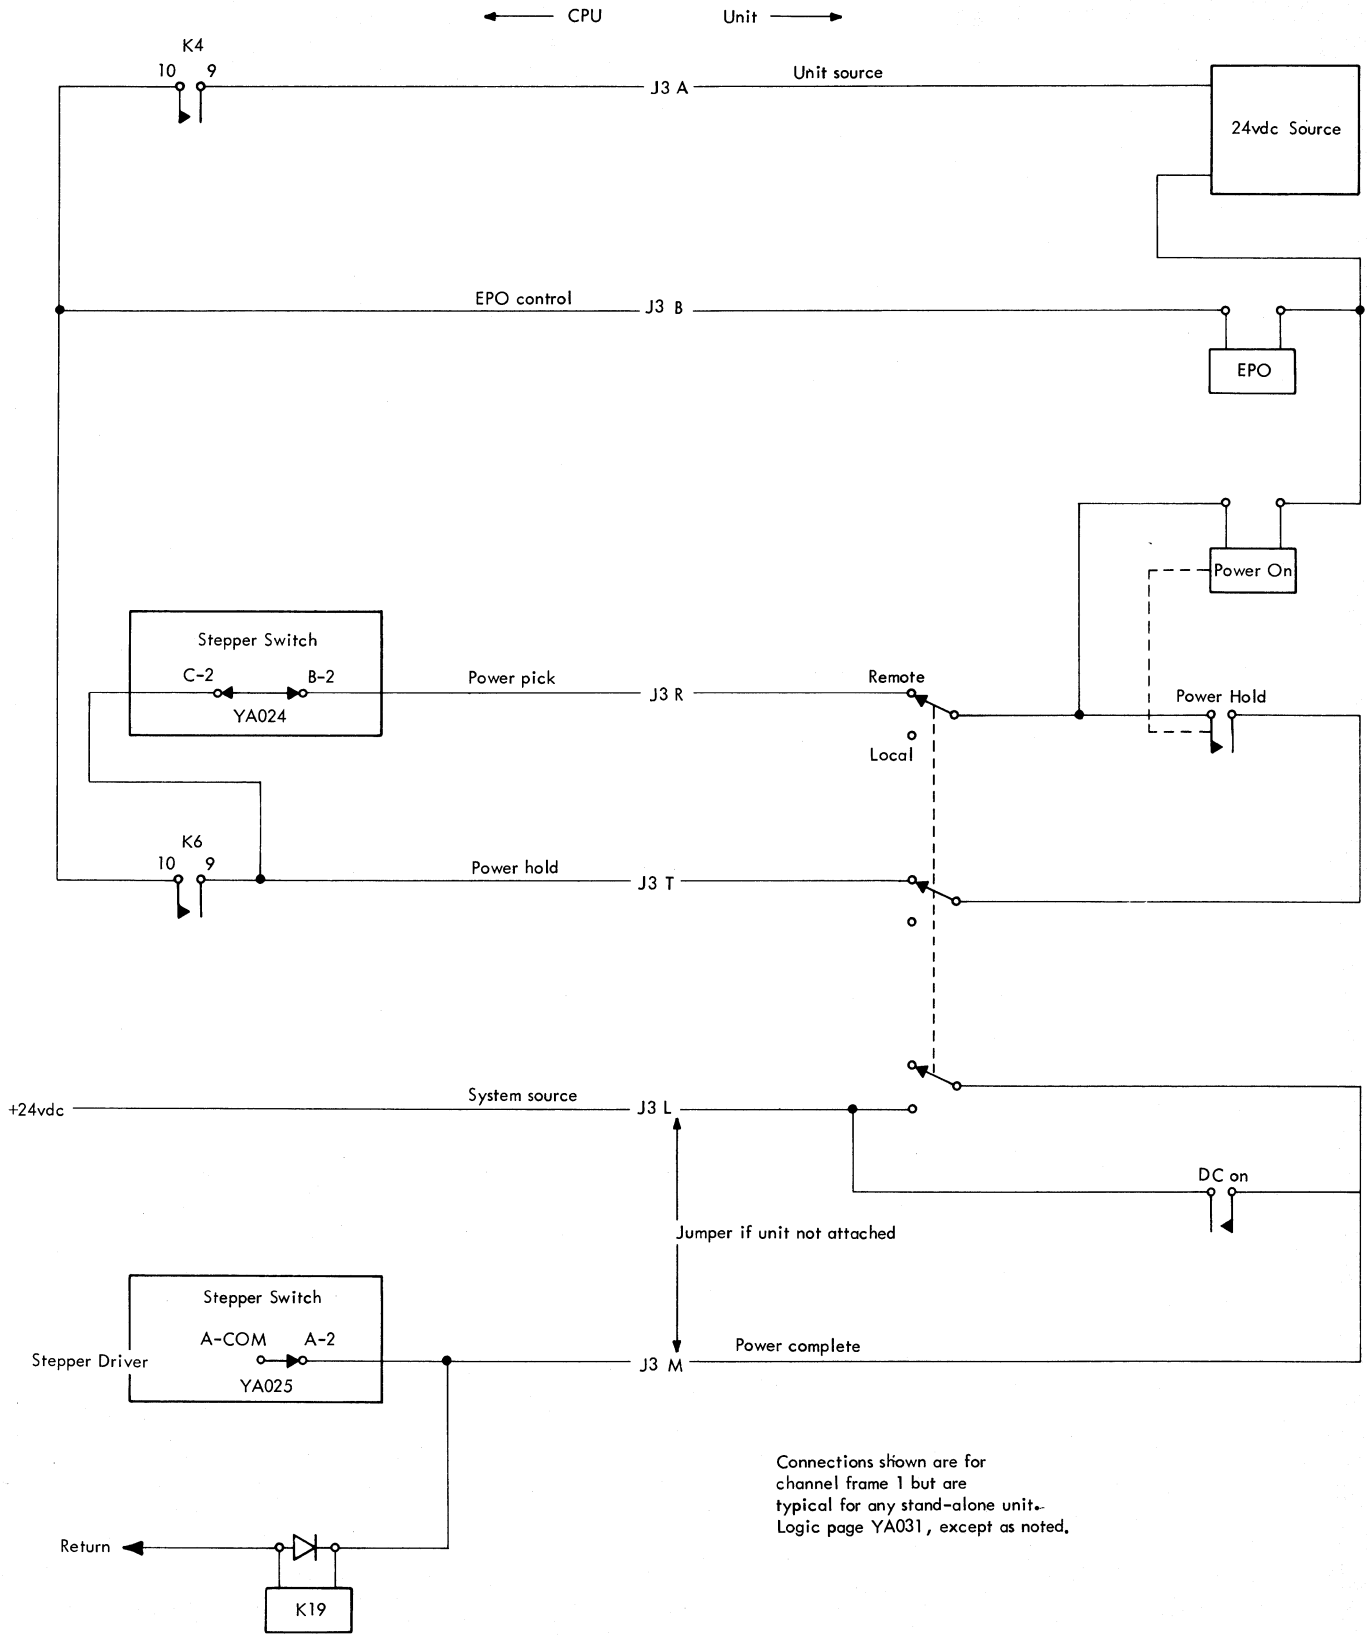 CPU Unit
K4
10 9
J3 A
Unit source
24vdc Source
EPO control
J3 B
EPO
Power On
Stepper Switch
C-2 B-2
YA024
Power pick
J3 R
Remote
Local
Power Hold
K6
10 9
Power hold
J3 T
+24vdc
System source
J3 L
DC on
Jumper if unit not attached
Stepper Switch
A-COM A-2
YA025
Stepper Driver
J3 M
Power complete
Connections shown are for
channel frame 1 but are
typical for any stand-alone unit.
Logic page YA031, except as noted.
Return
K19